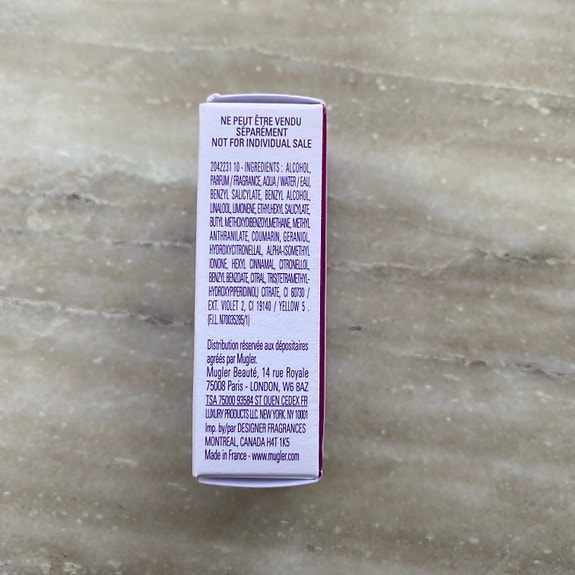 NE PEUT ÊTRE VENDU
SÉPARÉMENT
NOT FOR INDIVIDUAL SALE
2042231 10 - INGREDIENTS : ALCOHOL,
PARFUM / FRAGRANCE, AQUA / WATER / EAU,
BENZYL SALICYLATE, BENZYL ALCOHOL,
LINALOOL, LIMONENE, ETHYLHEXYL SALICYLATE,
BUTYL METHOXYDIBENZOYLMETHANE, METHYL
ANTHRANILATE, COUMARIN, GERANIOL,
HYDROXYCITRONELLAL, ALPHA-ISOMETHYL
IONONE, HEXYL CINNAMAL, CITRONELLOL,
BENZYL BENZOATE, CITRAL, TRIS(TETRAMETHYL-
HYDROXYPIPERIDINOL) CITRATE, CI 60730 /
EXT. VIOLET 2, CI 19140 / YELLOW 5 .
(F.I.L. N70035285/1)
Distribution réservée aux dépositaires
agréés par Mugler.
Mugler Beauté, 14 rue Royale
75008 Paris - LONDON, W6 8AZ
TSA 75000 93584 ST OUEN CEDEX FR
LUXURY PRODUCTS LLC. NEW YORK. NY 10001
Imp. by/par DESIGNER FRAGRANCES
MONTREAL, CANADA H4T 1K5
Made in France - www.mugler.com